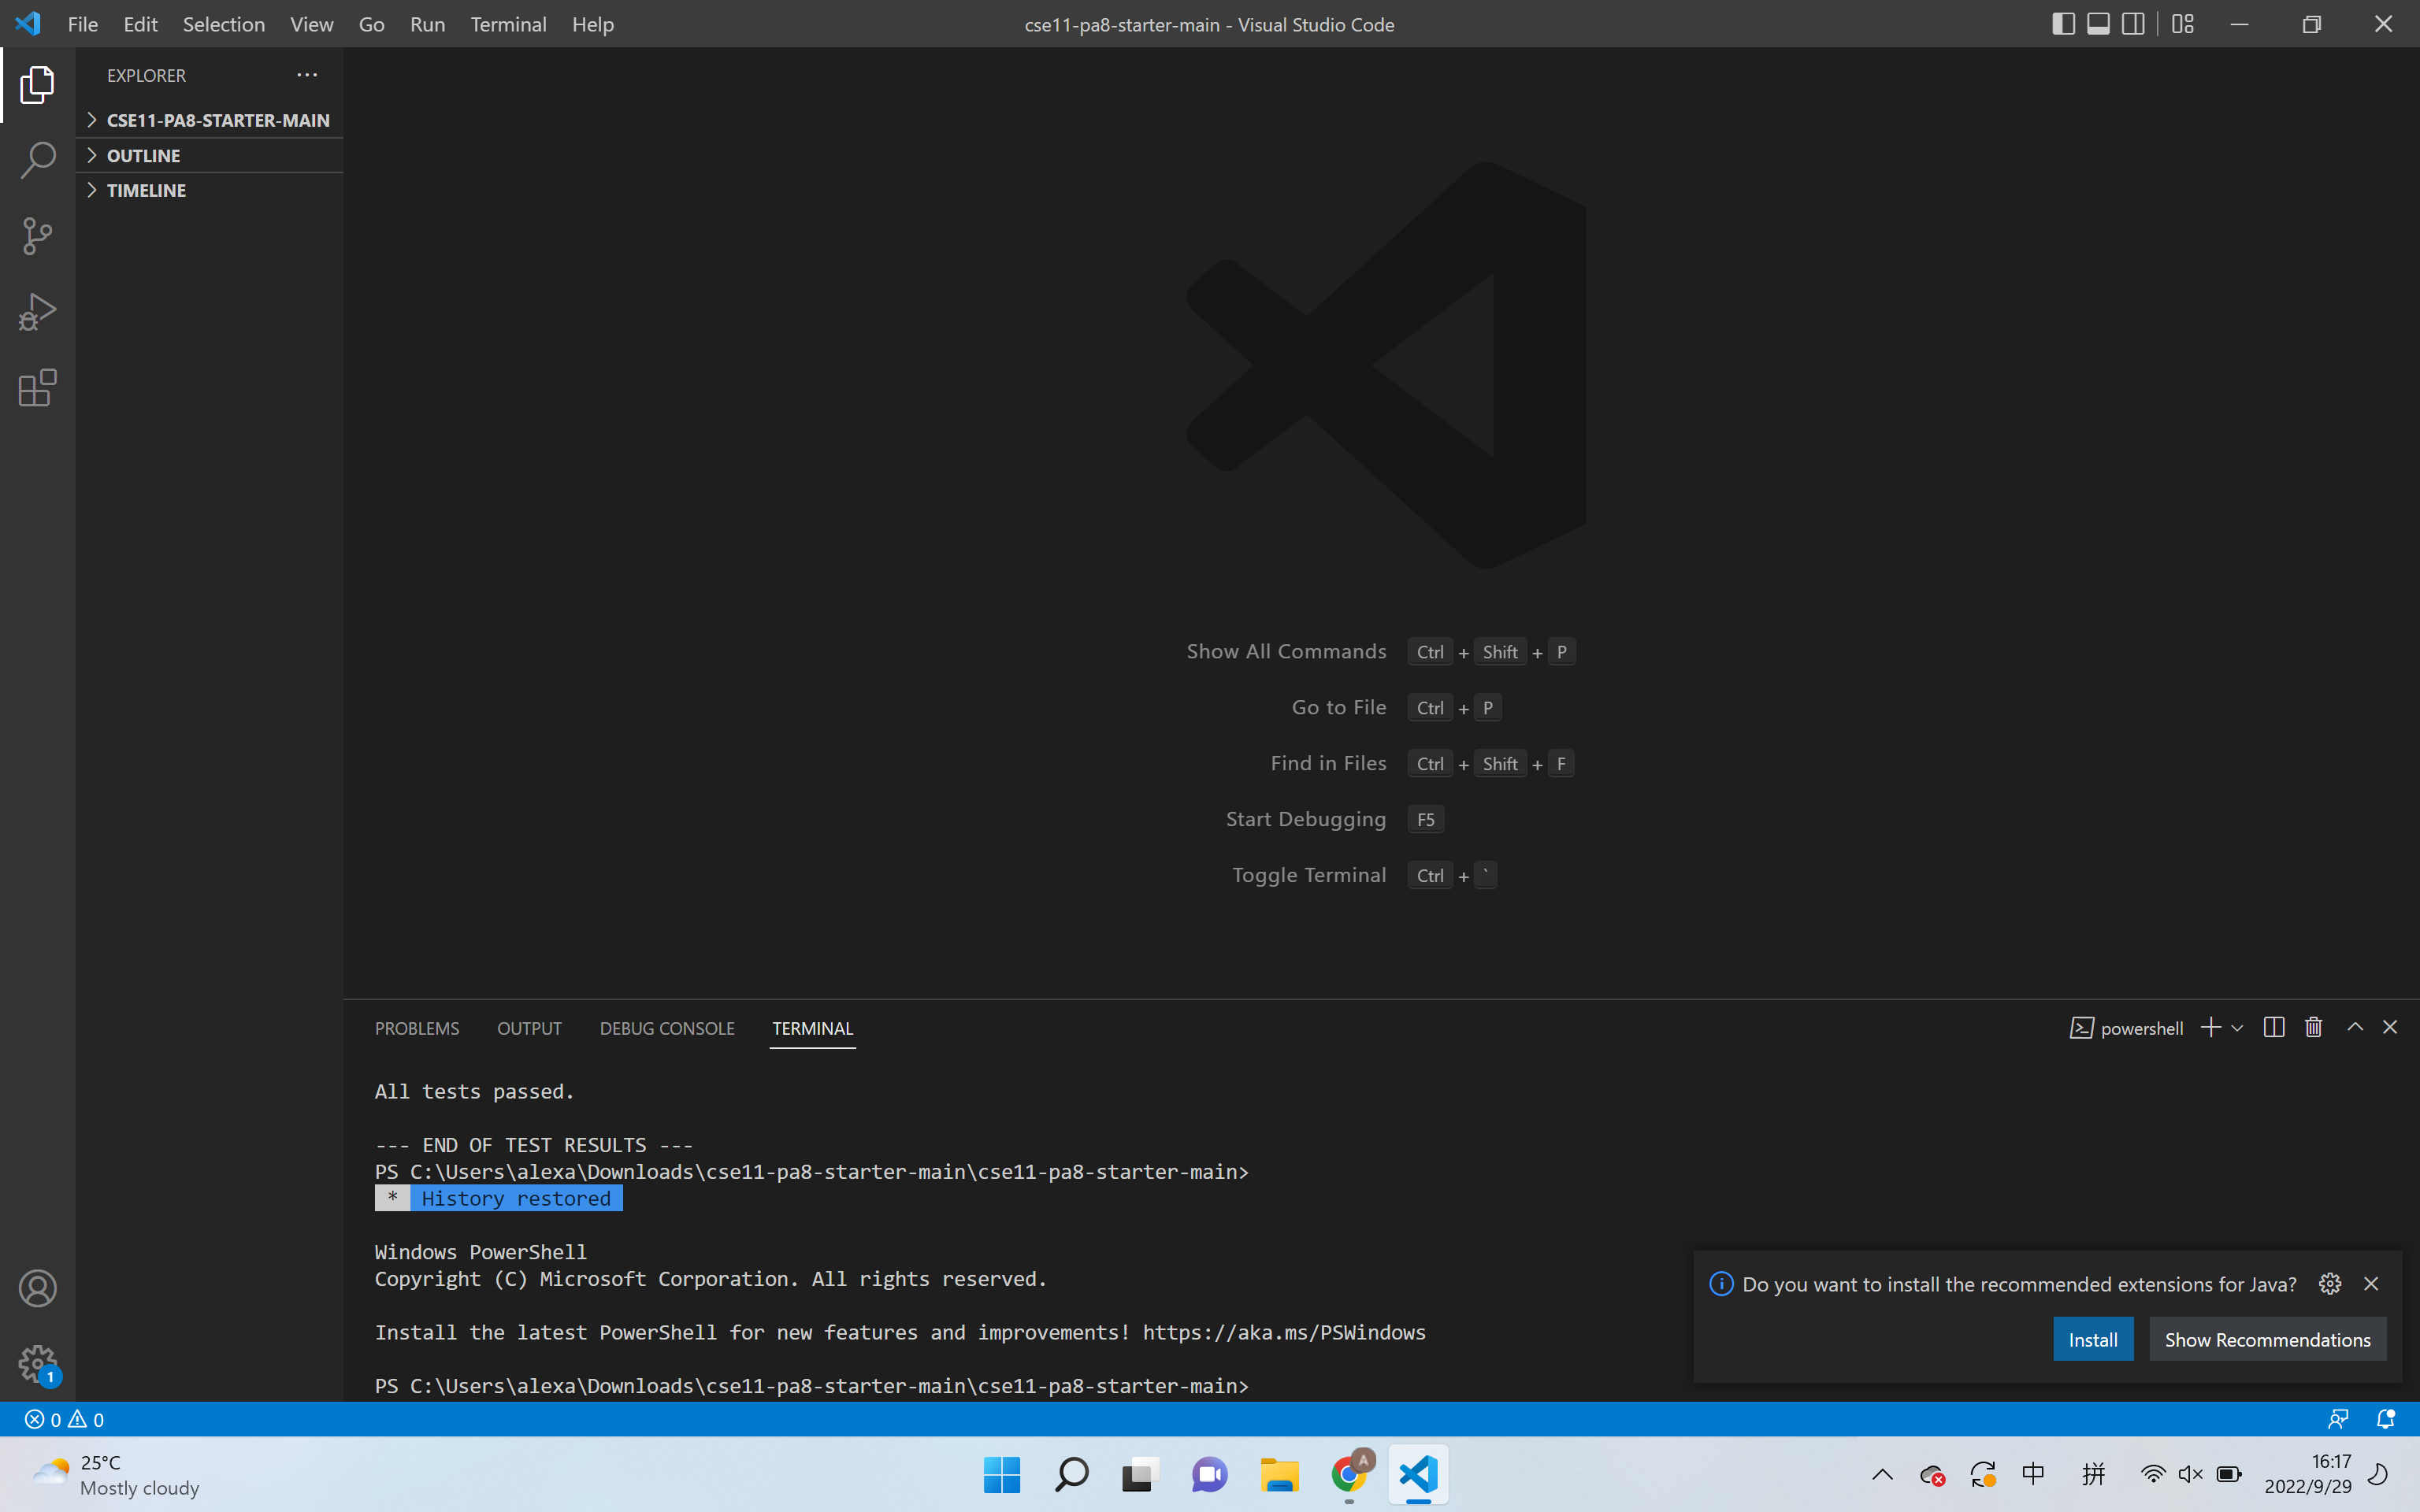 File Edit Selection View Go Run Terminal Help
cse11-pa8-starter-main - Visual Studio Code
EXPLORER
CSE11-PA8-STARTER-MAIN
OUTLINE
TIMELINE
Show All Commands Ctrl + Shift + P
Go to File Ctrl + P
Find in Files Ctrl + Shift + F
Start Debugging F5
Toggle Terminal Ctrl + `
PROBLEMS OUTPUT DEBUG CONSOLE TERMINAL
powershell
All tests passed.
--- END OF TEST RESULTS ---
PS C:\Users\alexa\Downloads\cse11-pa8-starter-main\cse11-pa8-starter-main>
* History restored
Windows PowerShell
Copyright (C) Microsoft Corporation. All rights reserved.
Install the latest PowerShell for new features and improvements! https://aka.ms/PSWindows
PS C:\Users\alexa\Downloads\cse11-pa8-starter-main\cse11-pa8-starter-main>
Do you want to install the recommended extensions for Java?
Install Show Recommendations
1
0 0
25°C
Mostly cloudy
A
中 拼
16:17
2022/9/29